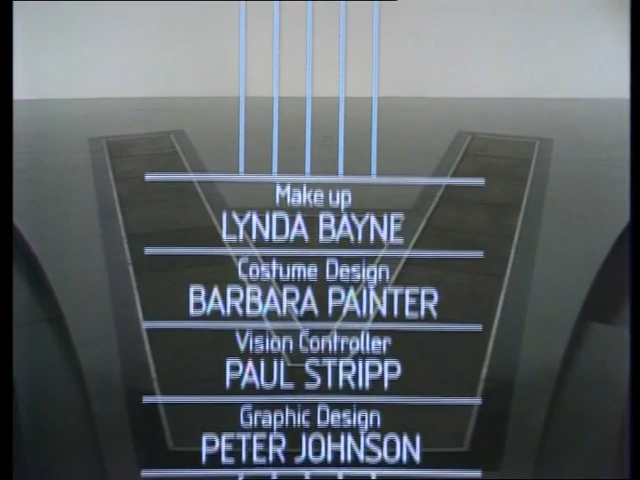 Make up
LYNDA BAYNE
Costume Design
BARBARA PAINTER
Vision Controller
PAUL STRIPP
Graphic Design
PETER JOHNSON